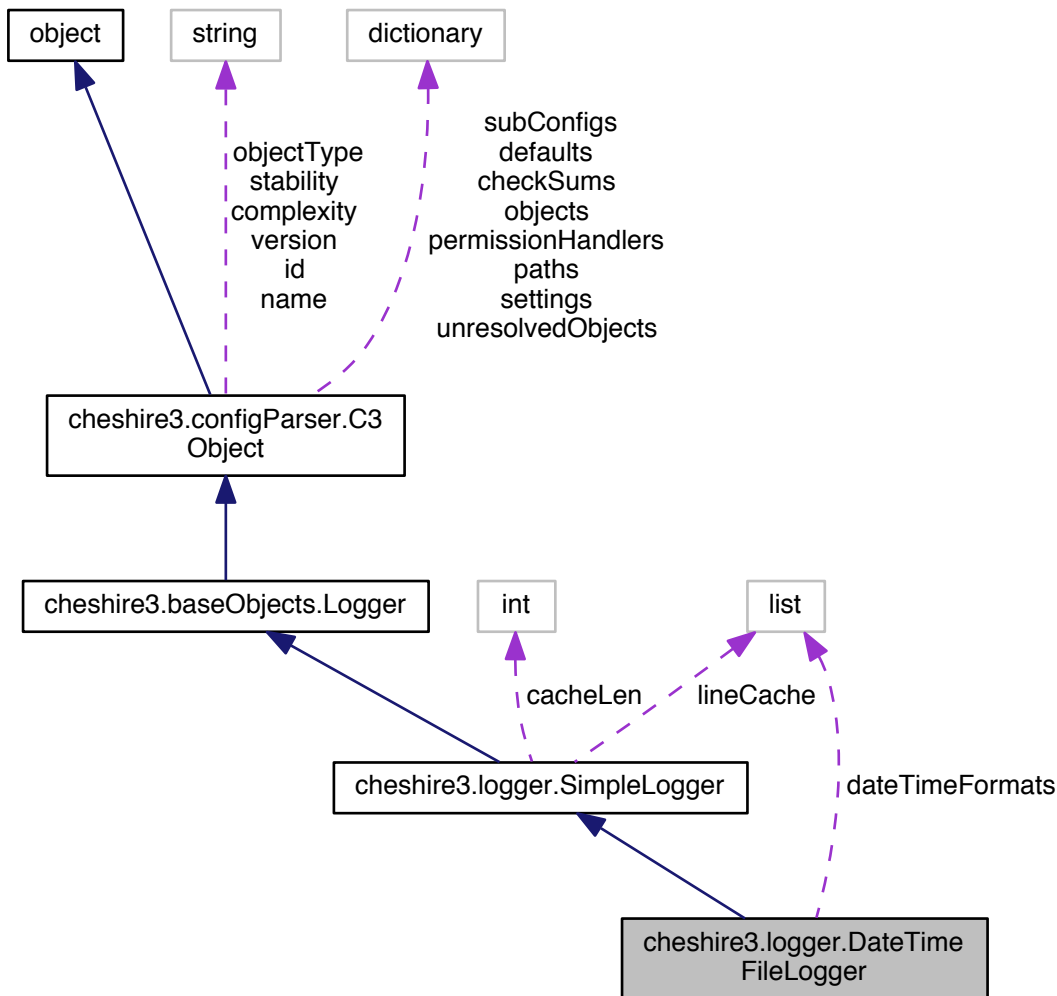 object
string
dictionary
objectType
stability
complexity
version
id
name
subConfigs
defaults
checkSums
objects
permissionHandlers
paths
settings
unresolvedObjects
cheshire3.configParser.C3
Object
cheshire3.baseObjects.Logger
int
list
cacheLen
lineCache
cheshire3.logger.SimpleLogger
dateTimeFormats
cheshire3.logger.DateTime
FileLogger